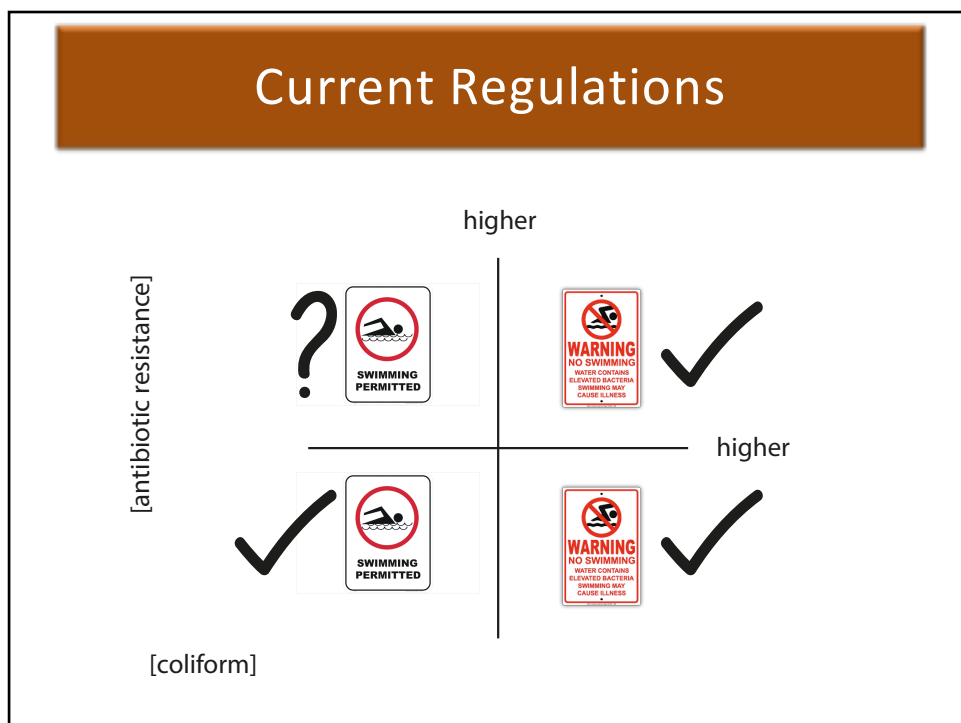 Current Regulations
higher
[antibiotic resistance]
?
SWIMMING
PERMITTED
WARNING
NO SWIMMING
WATER CONTAINS
ELEVATED BACTERIA
SWIMMING MAY
CAUSE ILLNESS
higher
SWIMMING
PERMITTED
WARNING
NO SWIMMING
WATER CONTAINS
ELEVATED BACTERIA
SWIMMING MAY
CAUSE ILLNESS
[coliform]